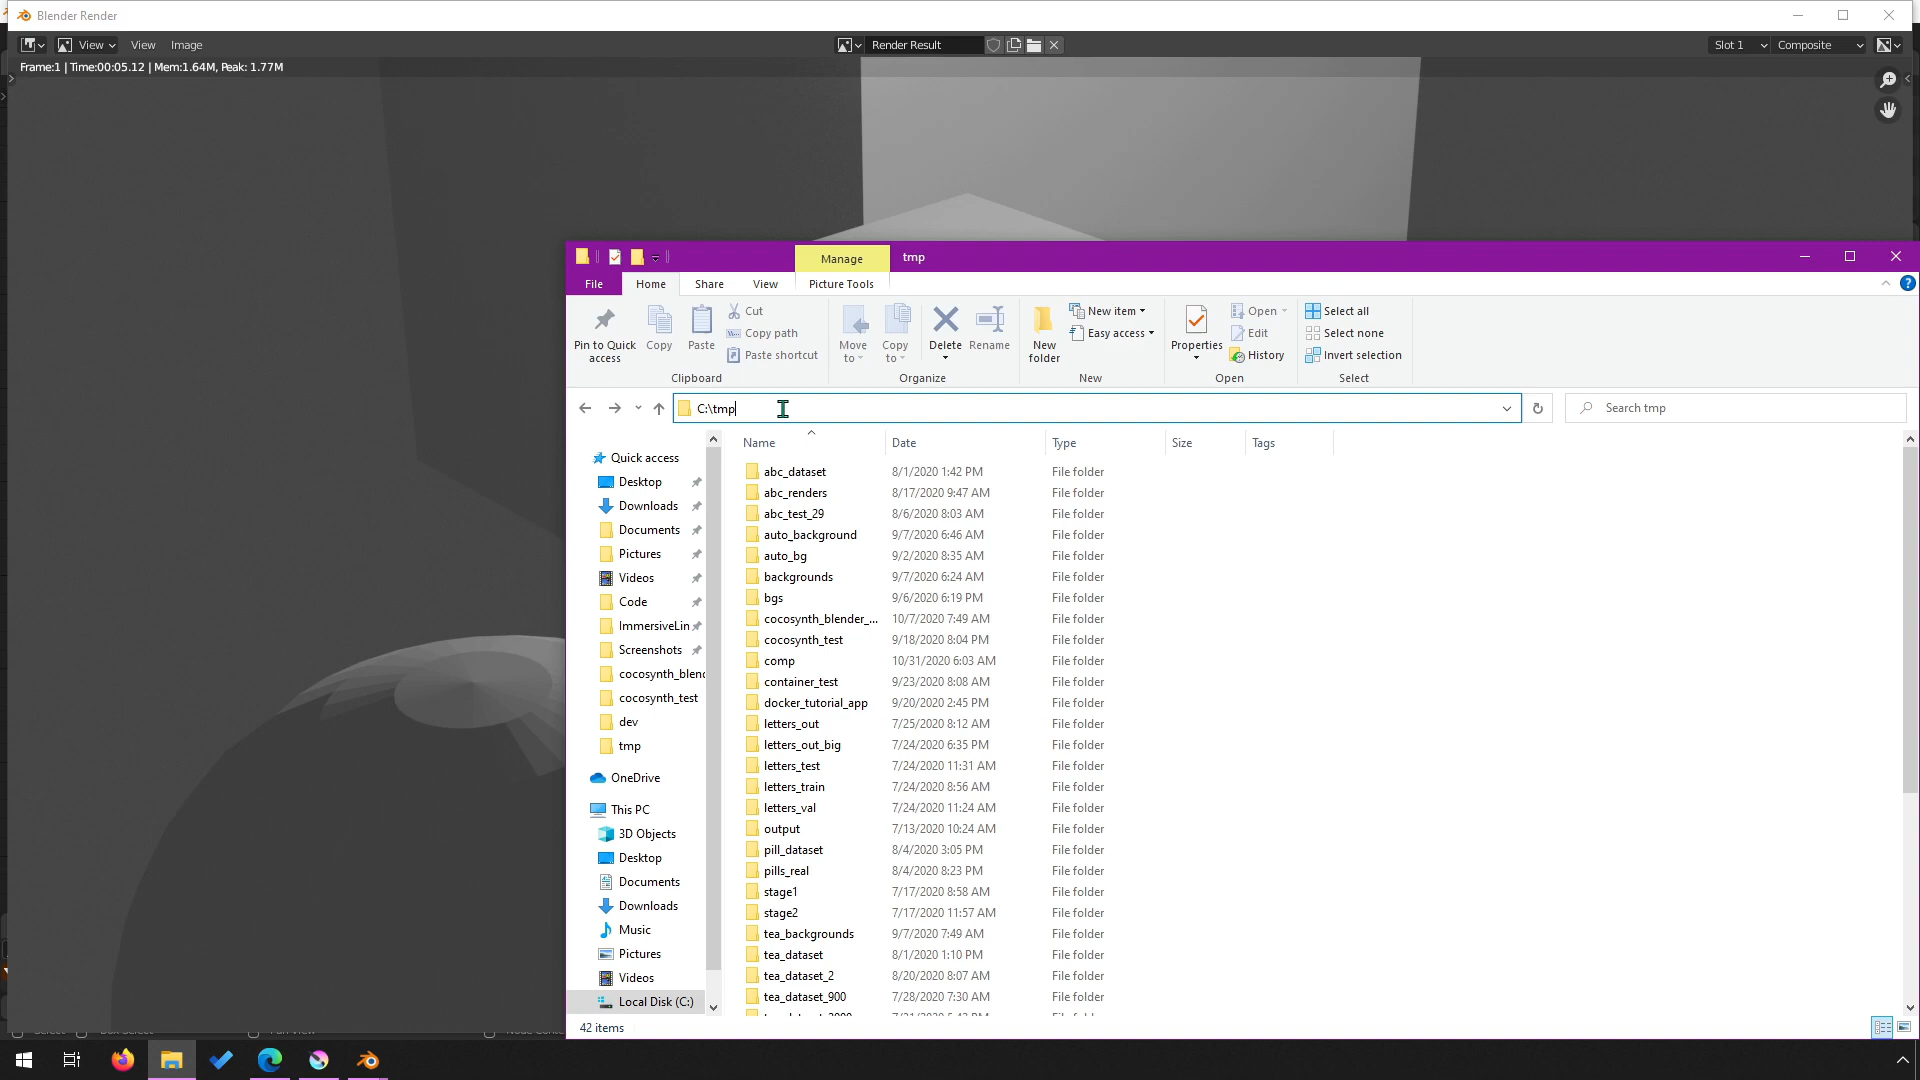 Blender Render
View View Image Render Result Slot 1 Composite
Frame:1 | Time:00:05.12 | Mem:1.64M, Peak: 1.77M
Manage tmp
File Home Share View Picture Tools
Pin to Quick access
Copy
Paste
Cut
Copy path
Paste shortcut
Clipboard
Move to
Copy to
Delete
Rename
Organize
New folder
New item
Easy access
New
Properties
Open
Edit
History
Open
Select all
Select none
Invert selection
Select
C:\tmp
Search tmp
Quick access
Desktop
Downloads
Documents
Pictures
Videos
Code
ImmersiveLin
Screenshots
cocosynth_blend
cocosynth_test
dev
tmp
OneDrive
This PC
3D Objects
Desktop
Documents
Downloads
Music
Pictures
Videos
Local Disk (C:)
Name Date Type Size Tags
abc_dataset 8/1/2020 1:42 PM File folder
abc_renders 8/17/2020 9:47 AM File folder
abc_test_29 8/6/2020 8:03 AM File folder
auto_background 9/7/2020 6:46 AM File folder
auto_bg 9/2/2020 8:35 AM File folder
backgrounds 9/7/2020 6:24 AM File folder
bgs 9/6/2020 6:19 PM File folder
cocosynth_blender_... 10/7/2020 7:49 AM File folder
cocosynth_test 9/18/2020 8:04 PM File folder
comp 10/31/2020 6:03 AM File folder
container_test 9/23/2020 8:08 AM File folder
docker_tutorial_app 9/20/2020 2:45 PM File folder
letters_out 7/25/2020 8:12 AM File folder
letters_out_big 7/24/2020 6:35 PM File folder
letters_test 7/24/2020 11:31 AM File folder
letters_train 7/24/2020 8:56 AM File folder
letters_val 7/24/2020 11:24 AM File folder
output 7/13/2020 10:24 AM File folder
pill_dataset 8/4/2020 3:05 PM File folder
pills_real 8/4/2020 8:23 PM File folder
stage1 7/17/2020 8:58 AM File folder
stage2 7/17/2020 11:57 AM File folder
tea_backgrounds 9/7/2020 7:49 AM File folder
tea_dataset 8/1/2020 1:10 PM File folder
tea_dataset_2 8/20/2020 8:07 AM File folder
tea_dataset_900 7/28/2020 7:30 AM File folder
42 items